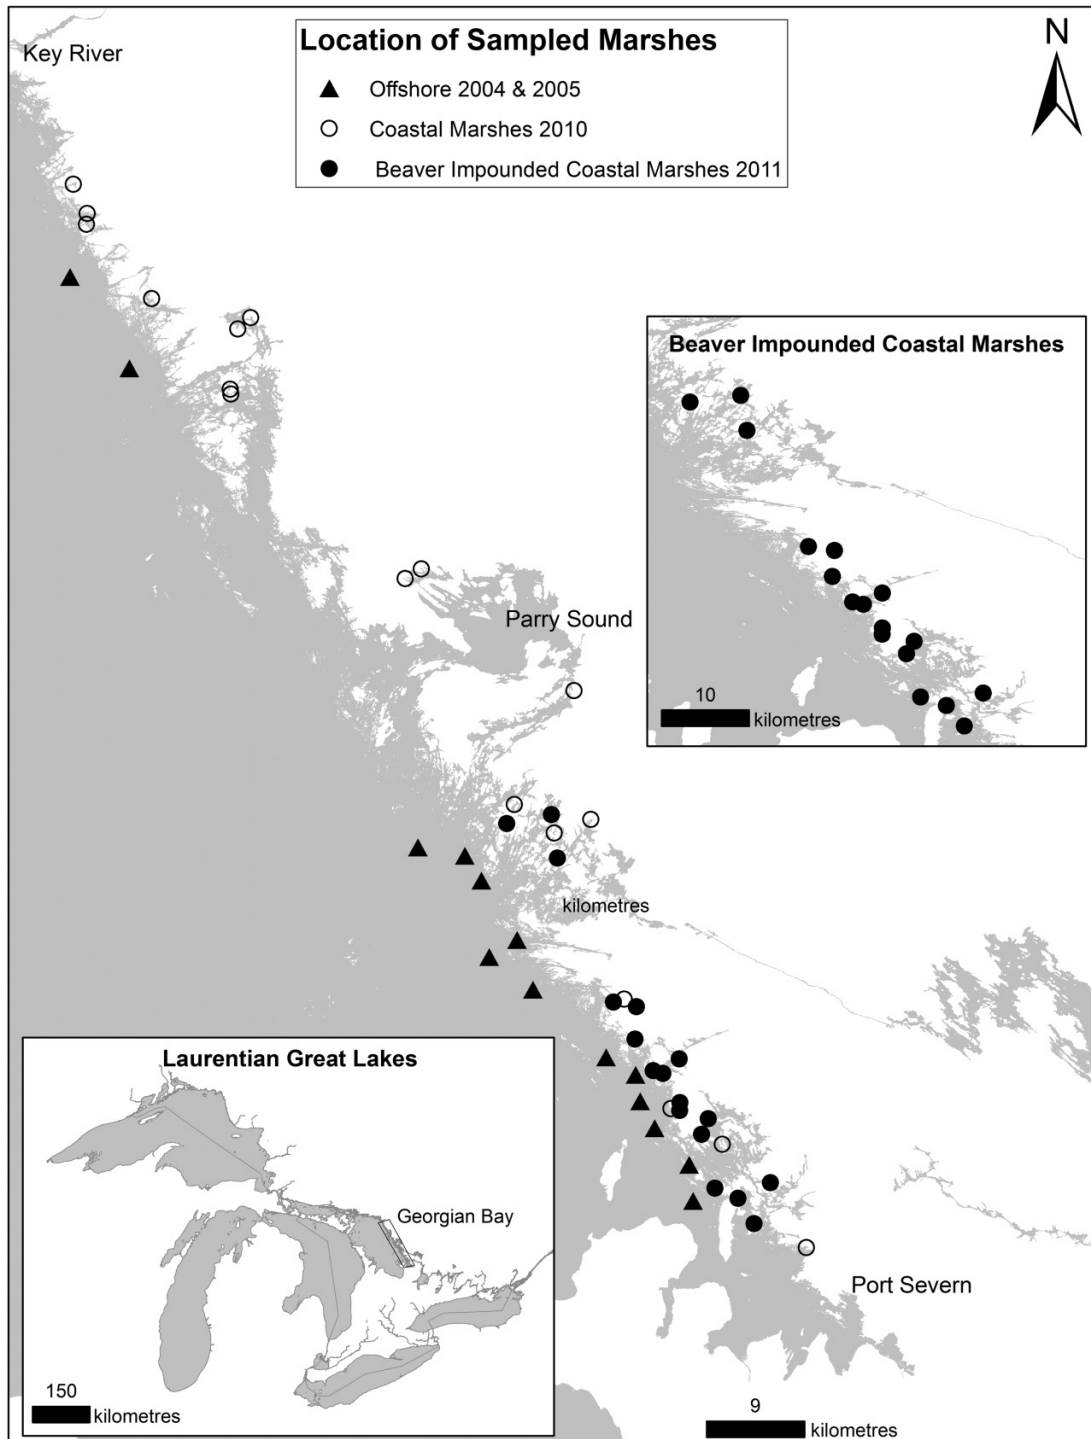 Key River
Location of Sampled Marshes
Offshore 2004 & 2005
Coastal Marshes 2010
Beaver Impounded Coastal Marshes 2011
N
Beaver Impounded Coastal Marshes
10
kilometres
Parry Sound
kilometres
Laurentian Great Lakes
Georgian Bay
150
kilometres
Port Severn
9
kilometres